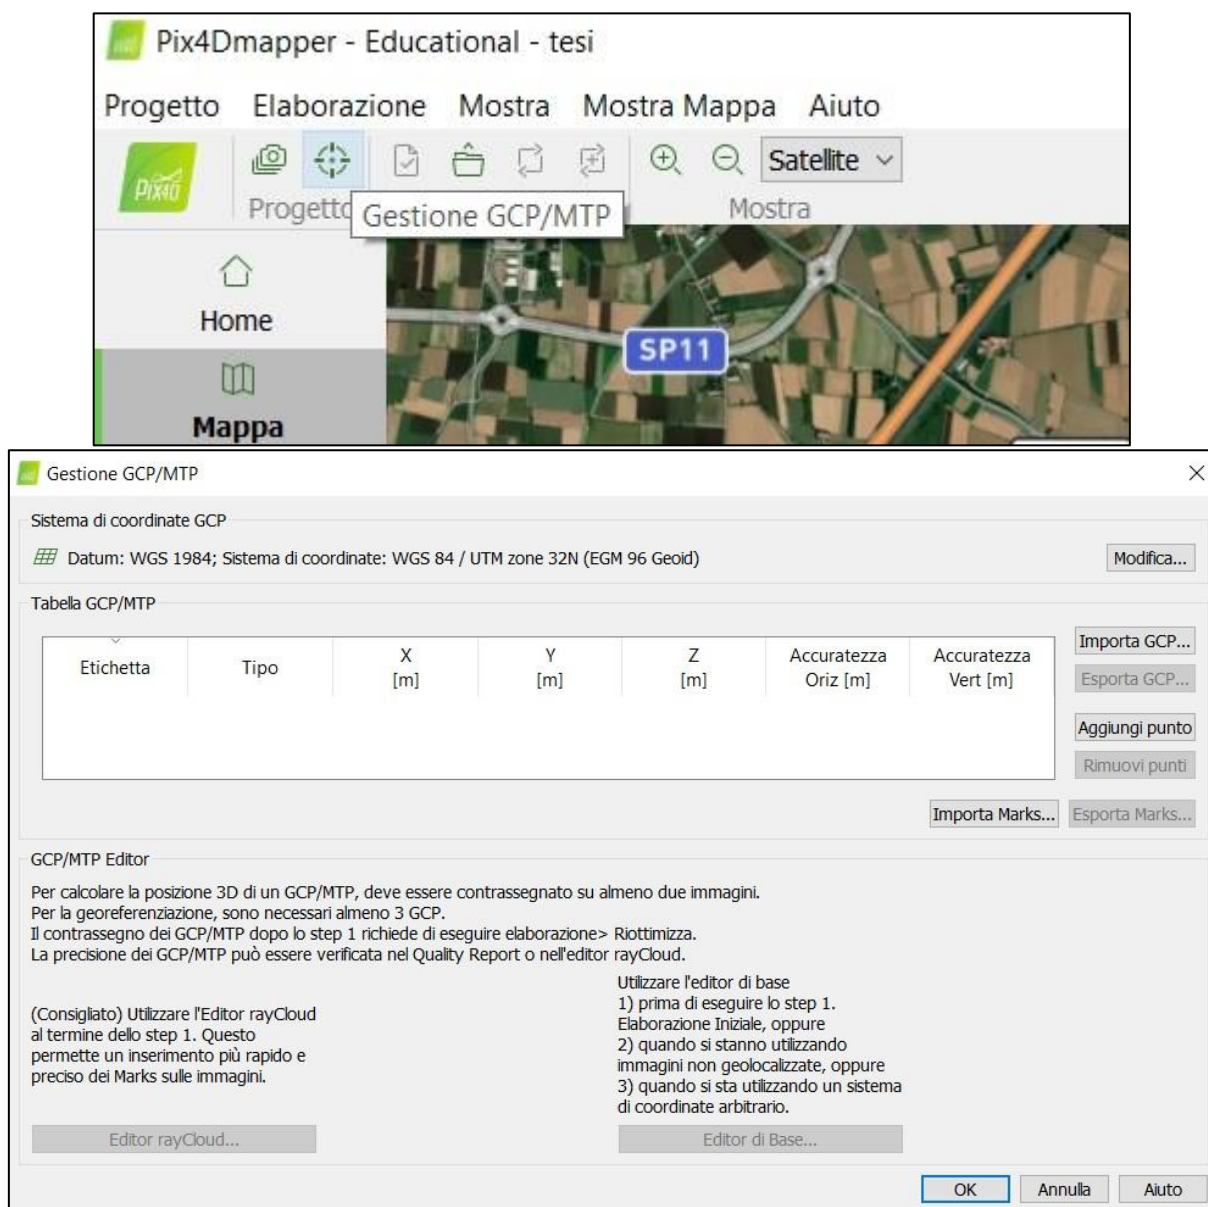 Pix4Dmapper - Educational - tesi
Progetto Elaborazione Mostra Mostra Mappa Aiuto
Pix4D
Satellite
Progetto
Gestione GCP/MTP
Mostra
Home
SP11
Mappa
Gestione GCP/MTP
Sistema di coordinate GCP
Datum: WGS 1984; Sistema di coordinate: WGS 84 / UTM zone 32N (EGM 96 Geoid)
Modifica...
Tabella GCP/MTP
Etichetta
Tipo
X
[m]
Y
[m]
Z
[m]
Accuratezza
Oriz [m]
Accuratezza
Vert [m]
Importa GCP...
Esporta GCP...
Aggiungi punto
Rimuovi punti
Importa Marks...
Esporta Marks...
GCP/MTP Editor
Per calcolare la posizione 3D di un GCP/MTP, deve essere contrassegnato su almeno due immagini.
Per la georeferenziazione, sono necessari almeno 3 GCP.
Il contrassegno dei GCP/MTP dopo lo step 1 richiede di eseguire elaborazione> Riottimizza.
La precisione dei GCP/MTP può essere verificata nel Quality Report o nell'editor rayCloud.
(Consigliato) Utilizzare l'Editor rayCloud
al termine dello step 1. Questo
permette un inserimento più rapido e
preciso dei Marks sulle immagini.
Editor rayCloud...
Utilizzare l'editor di base
1) prima di eseguire lo step 1.
Elaborazione Iniziale, oppure
2) quando si stanno utilizzando
immagini non geolocalizzate, oppure
3) quando si sta utilizzando un sistema
di coordinate arbitrario.
Editor di Base...
OK
Annulla
Aiuto